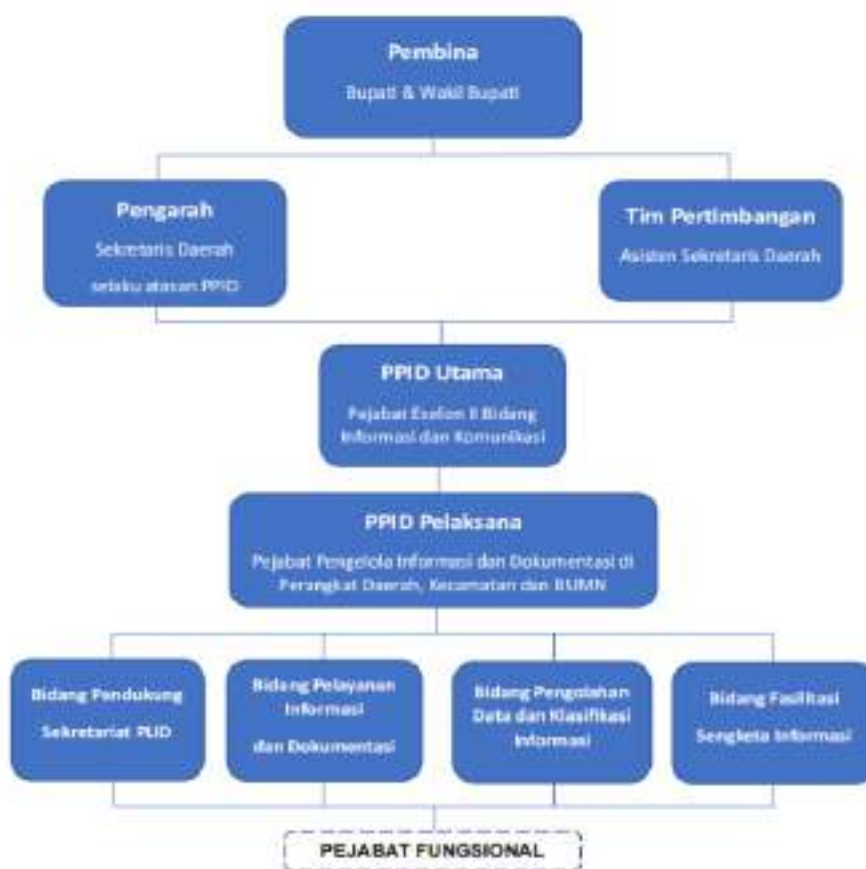 Pembina
Bupati & Wakil Bupati
Pengarah
Sekretaris Daerah
selaku atasan PPID
Tim Pertimbangan
Asisten Sekretaris Daerah
PPID Utama
Pejabat Eselon II Bidang
Informasi dan Komunikasi
PPID Pelaksana
Pejabat Pengelola Informasi dan Dokumentasi di
Perangkat Daerah, Kecamatan dan BUMN
Bidang Pendukung
Sekretariat PLID
Bidang Pelayanan
Informasi
dan Dokumentasi
Bidang Pengolahan
Data dan Klasifikasi
Informasi
Bidang Fasilitasi
Sengketa Informasi
PEJABAT FUNGSIONAL